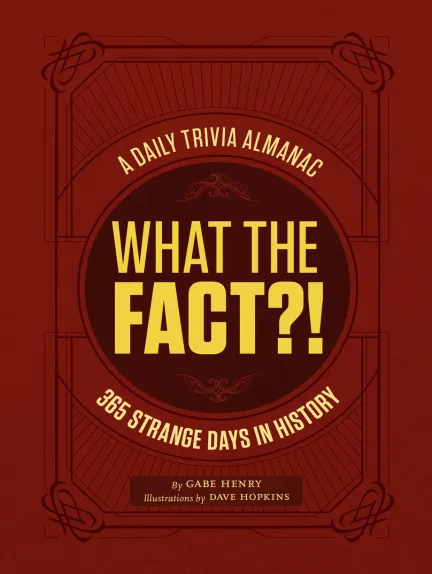 A DAILY TRIVIA ALMANAC
WHAT THE
FACT?!
365 STRANGE DAYS IN HISTORY
By GABE HENRY
Illustrations by DAVE HOPKINS